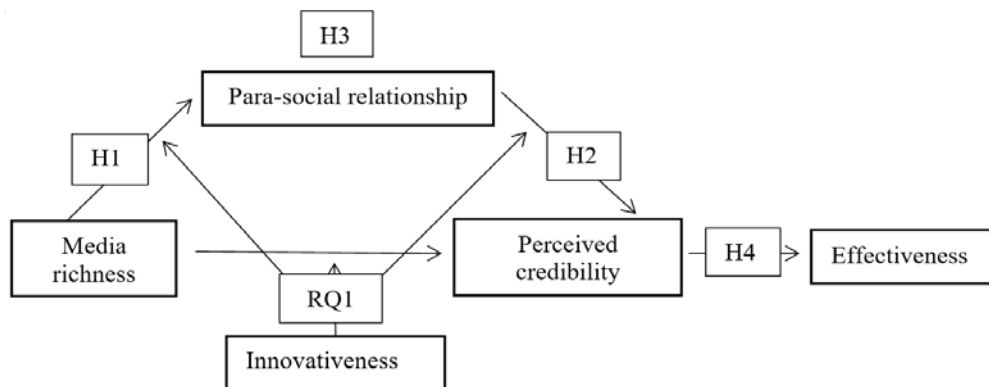 H3
Para-social relationship
H1
H2
Media
richness
Perceived
credibility
H4
Effectiveness
RQ1
Innovativeness